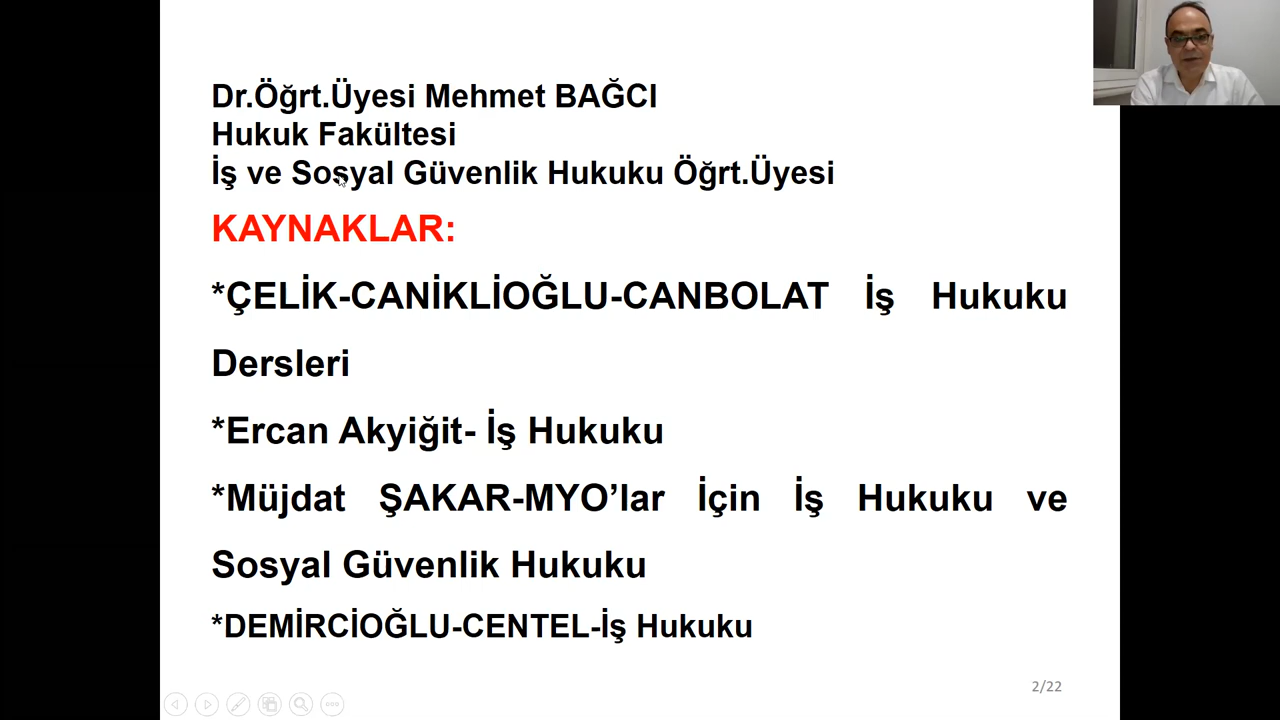 Dr.Öğrt.Üyesi Mehmet BAĞCI
Hukuk Fakültesi
İş ve Sosyal Güvenlik Hukuku Öğrt.Üyesi
KAYNAKLAR:
*ÇELİK-CANİKLİOĞLU-CANBOLAT İş Hukuku
Dersleri
*Ercan Akyiğit- İş Hukuku
*Müjdat ŞAKAR-MYO’lar İçin İş Hukuku ve
Sosyal Güvenlik Hukuku
*DEMİRCİOĞLU-CENTEL-İş Hukuku
2/22